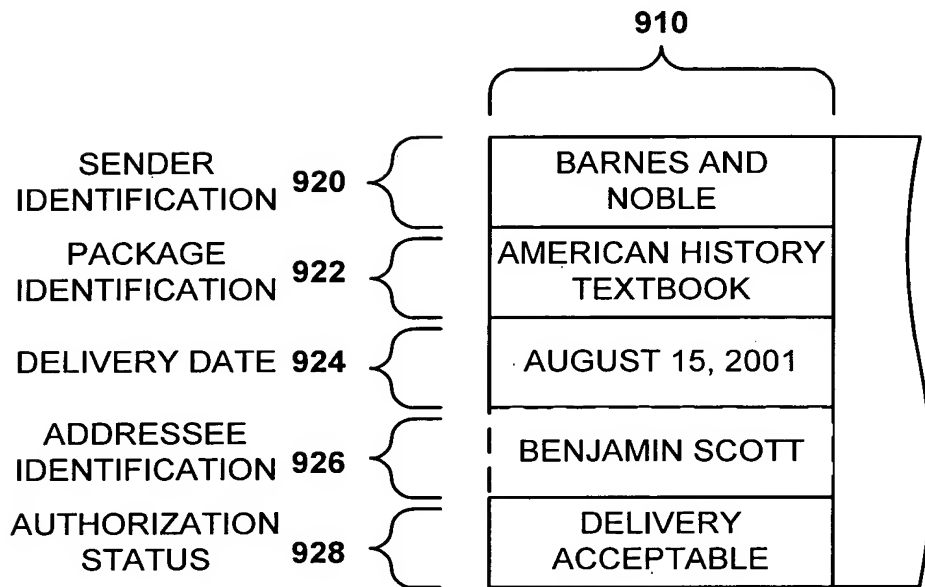 910
SENDER
IDENTIFICATION 920
BARNES AND
NOBLE
PACKAGE
IDENTIFICATION 922
AMERICAN HISTORY
TEXTBOOK
DELIVERY DATE 924
AUGUST 15, 2001
ADDRESSEE
IDENTIFICATION 926
BENJAMIN SCOTT
AUTHORIZATION
STATUS 928
DELIVERY
ACCEPTABLE